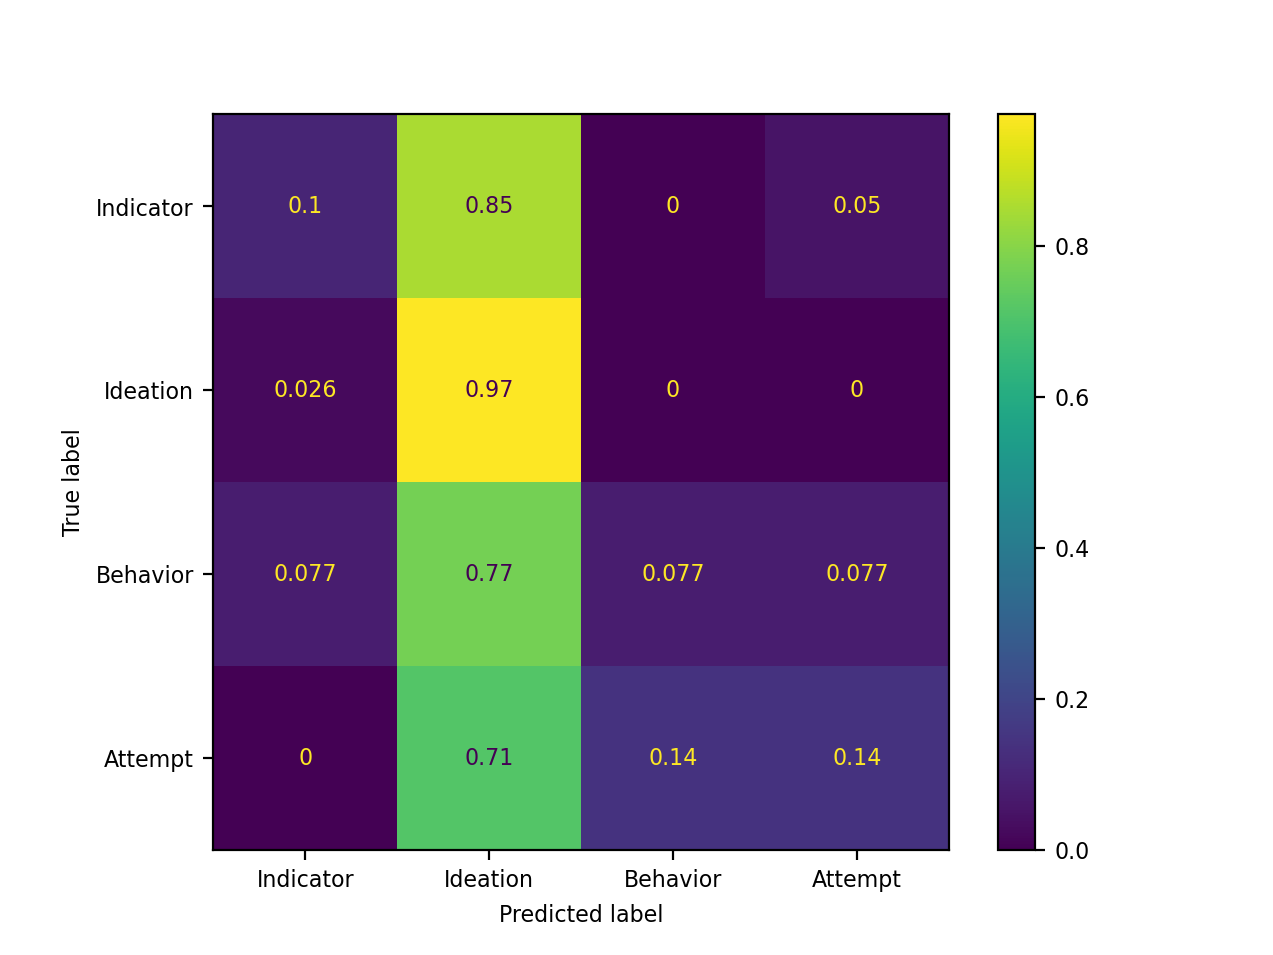 Indicator 0.1 0.85 0 0.05
Ideation 0.026 0.97 0 0
Behavior 0.077 0.77 0.077 0.077
Attempt 0 0.71 0.14 0.14
Indicator Ideation Behavior Attempt
Predicted label
True label
0.8
0.6
0.4
0.2
0.0